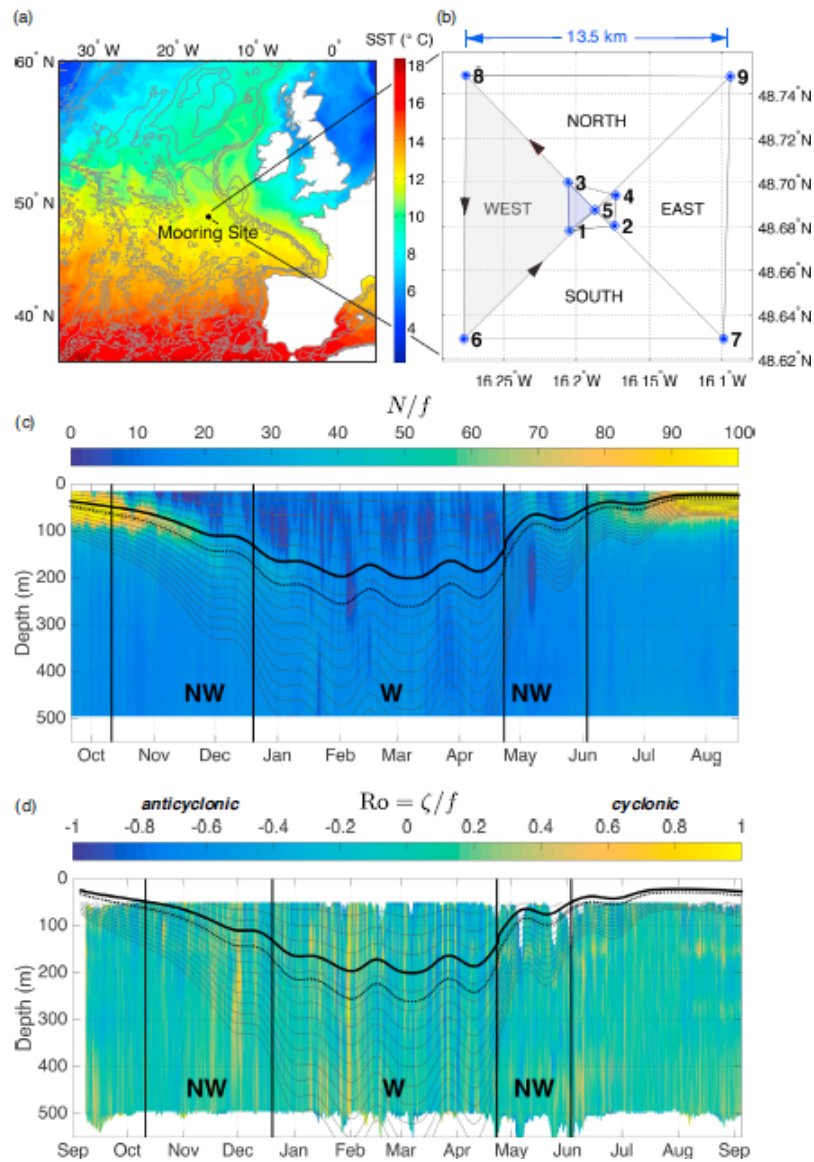 (a)
30°W 20°W 10°W 0° SST (° C)
60°N
50°N
40°N
Mooring Site
18
16
14
12
10
8
6
4
(b)
13.5 km
8 9
NORTH
3
4
WEST 5 EAST
1 2
SOUTH
6 7
48.74°N
48.72°N
48.70°N
48.68°N
48.66°N
48.64°N
48.62°N
16.25°W 16.2°W 16.15°W 16.1°W
(c)
N/f
0 10 20 30 40 50 60 70 80 90 100
Depth (m)
0
100
200
300
400
500
NW W NW
Oct Nov Dec Jan Feb Mar Apr May Jun Jul Aug
(d)
anticyclonic Ro = ζ/f cyclonic
-1 -0.8 -0.6 -0.4 -0.2 0 0.2 0.4 0.6 0.8 1
Depth (m)
0
100
200
300
400
500
NW W NW
Sep Oct Nov Dec Jan Feb Mar Apr May Jun Jul Aug Sep